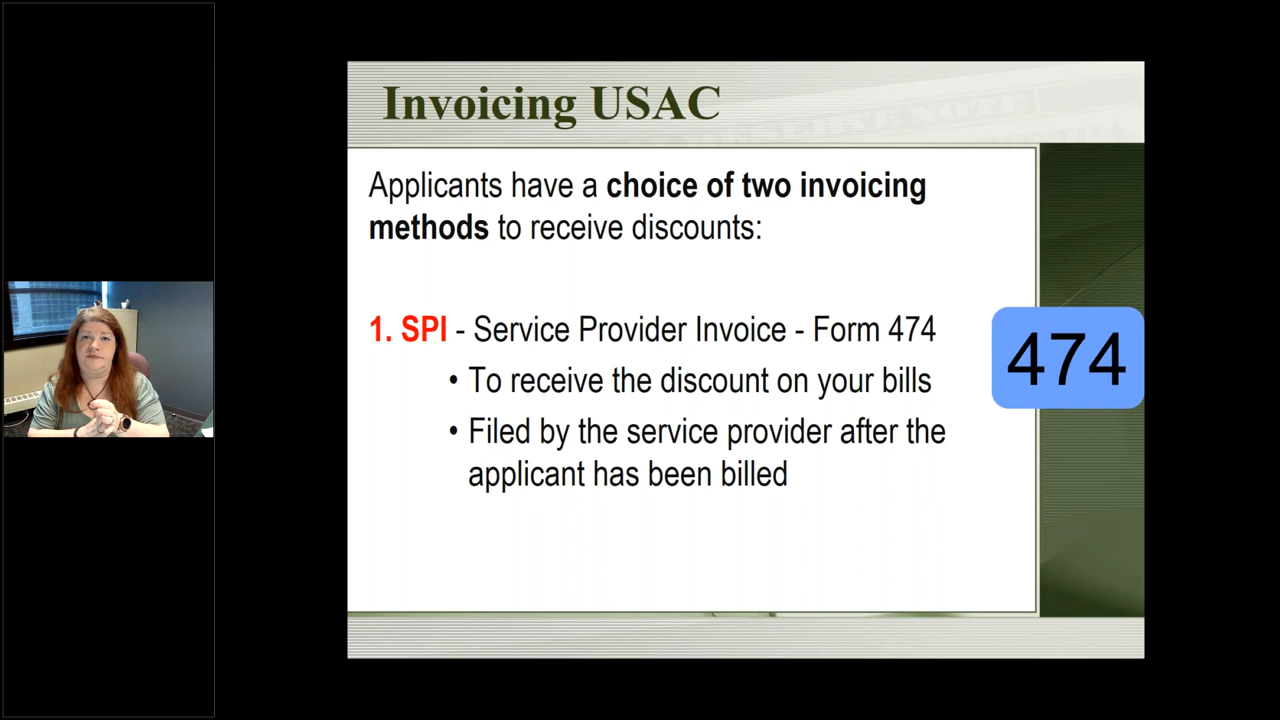 Invoicing USAC
Applicants have a choice of two invoicing
methods to receive discounts:
1. SPI - Service Provider Invoice - Form 474
• To receive the discount on your bills
• Filed by the service provider after the
applicant has been billed
474